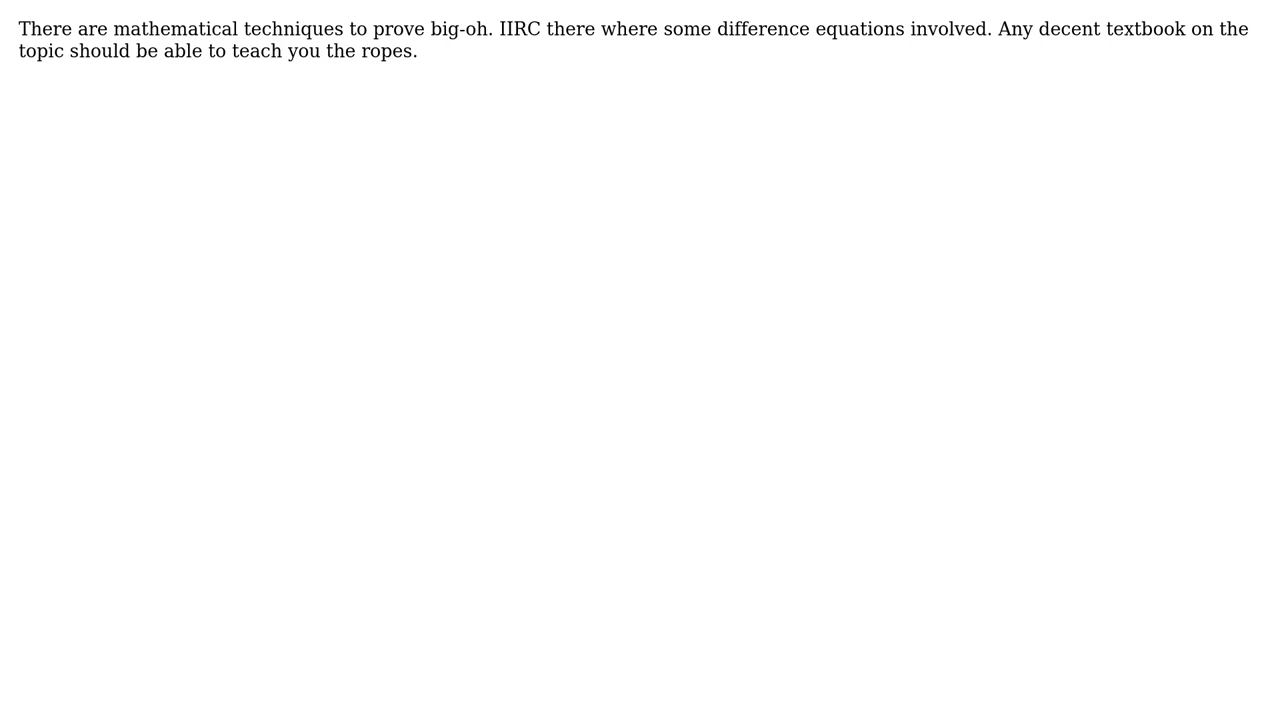 There are mathematical techniques to prove big-oh. IIRC there where some difference equations involved. Any decent textbook on the
topic should be able to teach you the ropes.